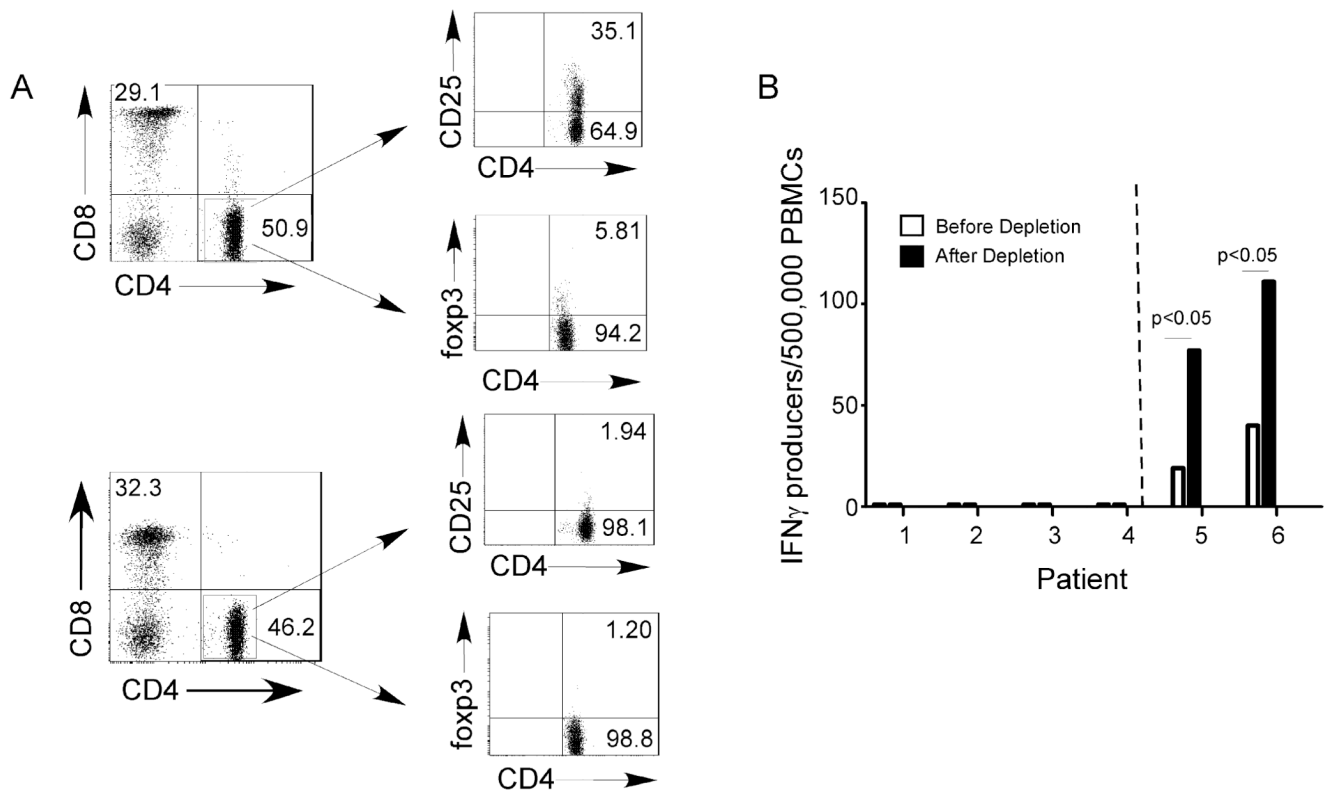 A
29.1
50.9
CD8
CD4
35.1
64.9
CD25
CD4
5.81
94.2
foxp3
CD4
32.3
46.2
CD8
CD4
1.94
98.1
CD25
CD4
1.20
98.8
foxp3
CD4
B
IFNγ producers/500,000 PBMCs
150
100
50
0
Before Depletion
After Depletion
p<0.05
p<0.05
1 2 3 4 5 6
Patient